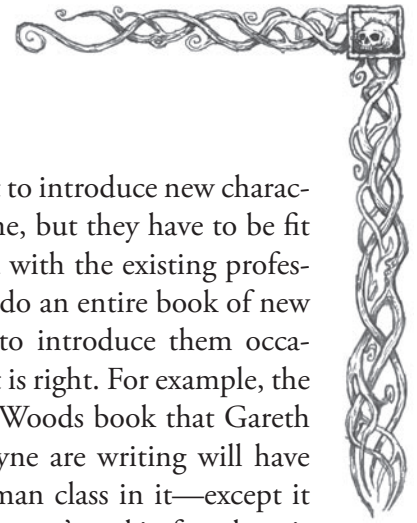 to introduce new charac-
ne, but they have to be fit
with the existing profes-
do an entire book of new
to introduce them occa-
t is right. For example, the
Woods book that Gareth
yne are writing will have
man class in it—except it